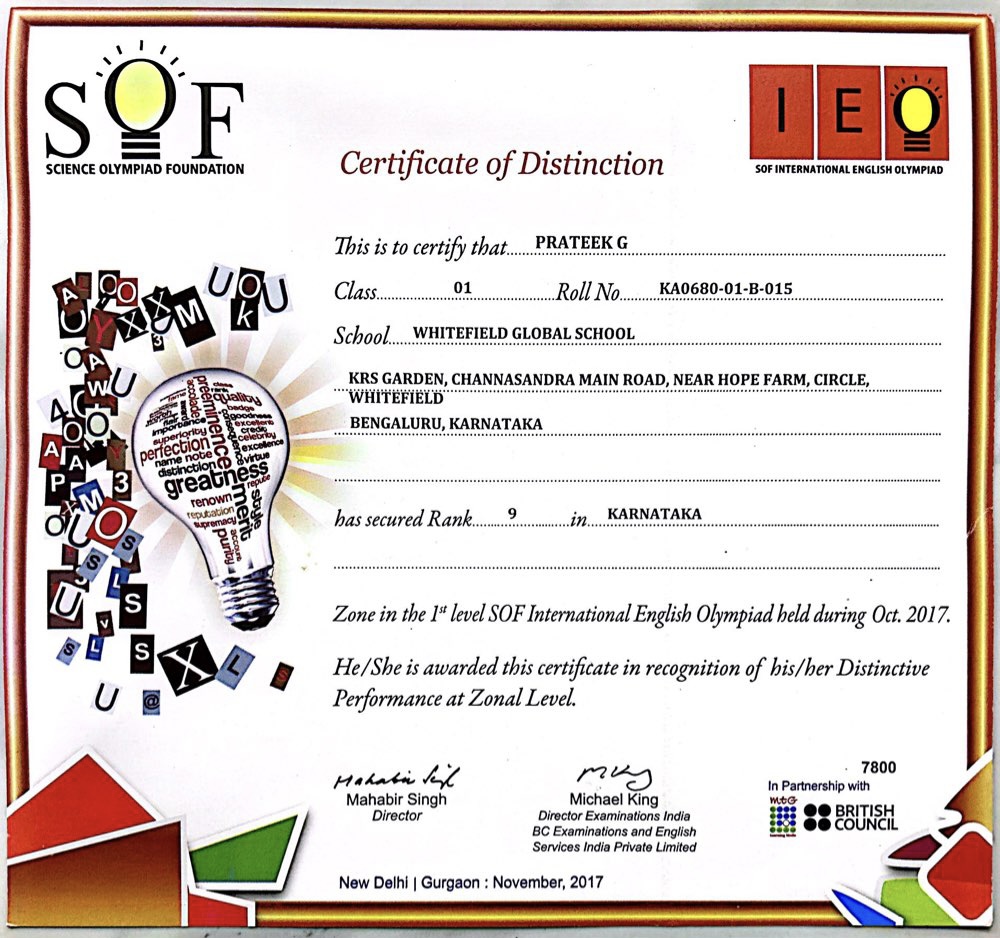 SOF
SCIENCE OLYMPIAD FOUNDATION
IEO
SOF INTERNATIONAL ENGLISH OLYMPIAD
Certificate of Distinction
This is to certify that PRATEEK G
Class 01 Roll No KA0680-01-B-015
School WHITEFIELD GLOBAL SCHOOL
KRS GARDEN, CHANNASANDRA MAIN ROAD, NEAR HOPE FARM, CIRCLE,
WHITEFIELD
BENGALURU, KARNATAKA
has secured Rank 9 in KARNATAKA
Zone in the 1st level SOF International English Olympiad held during Oct. 2017.
He/She is awarded this certificate in recognition of his/her Distinctive
Performance at Zonal Level.
preeminence
quality
badge
goodness
excellent
credit
celebrity
excellence
virtue
importance
superiority
perfection
name note
distinction
greatness
repute
renown
reputation
supremacy
merit
style
purity
Mahabir Singh
Mahabir Singh
Director
Michael King
Director Examinations India
BC Examinations and English
Services India Private Limited
7800
In Partnership with
MTG
BRITISH
COUNCIL
New Delhi | Gurgaon : November, 2017